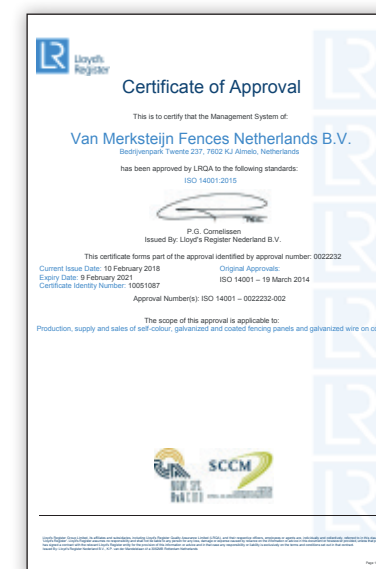 LR
Lloyd's
Register
Certificate of Approval
This is to certify that the Management System of:
Van Merksteijn Fences Netherlands B.V.
Bedrijvenpark Twente 237, 7602 KJ Almelo, Netherlands
has been approved by LRQA to the following standards:
ISO 14001:2015
P.G. Cornelissen
Issued By: Lloyd's Register Nederland B.V.
This certificate forms part of the approval identified by approval number: 0022232
Current Issue Date: 10 February 2018
Expiry Date: 9 February 2021
Certificate Identity Number: 10051087
Original Approvals:
ISO 14001 – 19 March 2014
Approval Number(s): ISO 14001 – 0022232-002
The scope of this approval is applicable to:
Production, supply and sales of self-colour, galvanized and coated fencing panels and galvanized wire on
SCCM